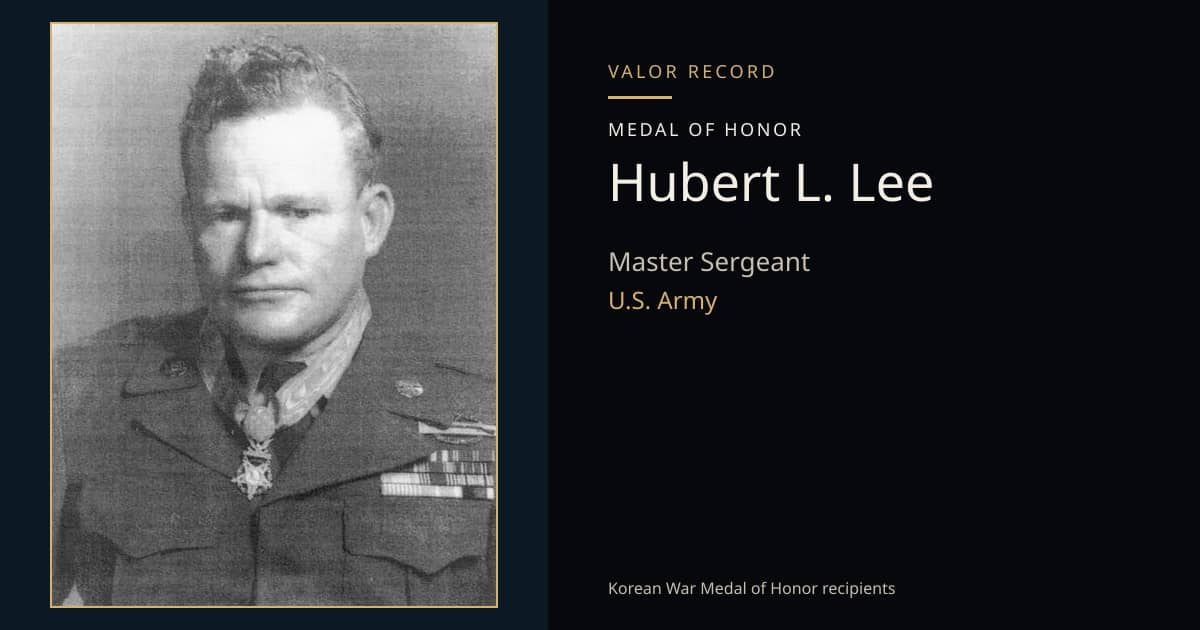 VALOR RECORD
MEDAL OF HONOR
Hubert L. Lee
Master Sergeant
U.S. Army
Korean War Medal of Honor recipients